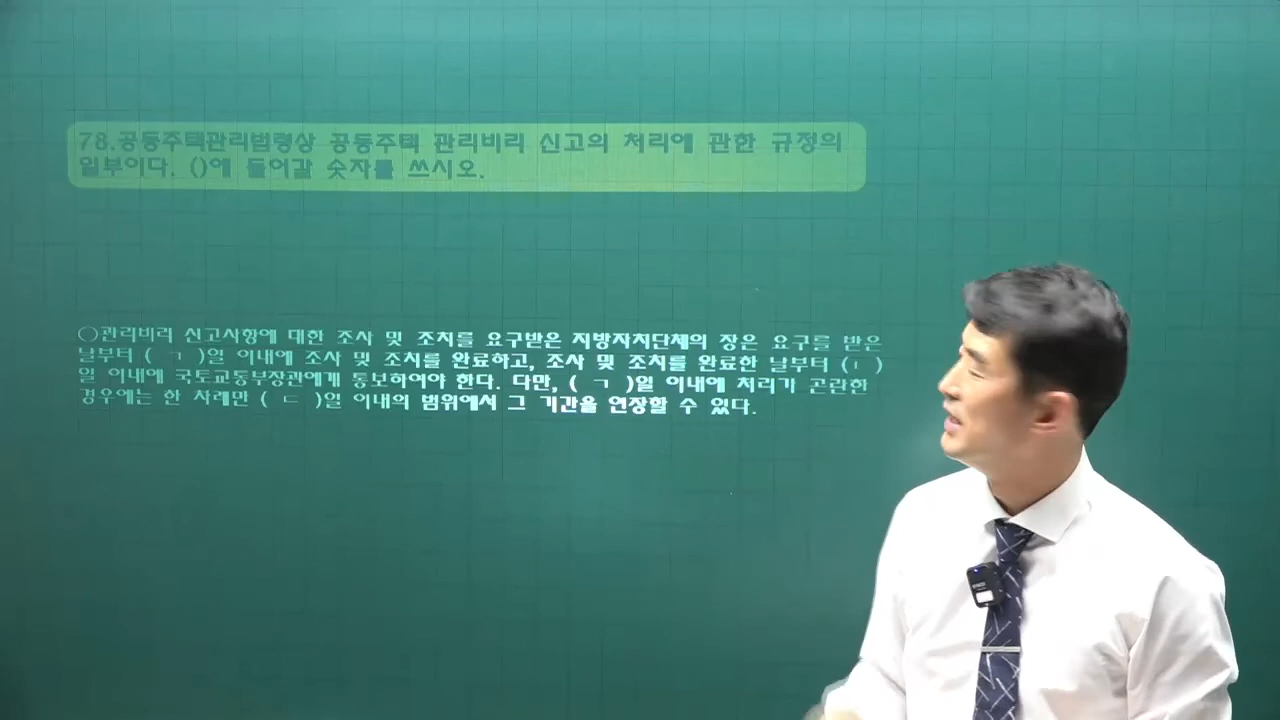 78.공동주택관리법령상 공동주택 관리비리 신고의 처리에 관한 규정의
일부이다. ()에 들어갈 숫자를 쓰시오.
○관리비리 신고사항에 대한 조사 및 조치를 요구받은 지방자치단체의 장은 요구를 받은
날부터 ( ㄱ )일 이내에 조사 및 조치를 완료하고, 조사 및 조치를 완료한 날부터 (ㄴ )
일 이내에 국토교통부장관에게 통보하여야 한다. 다만, ( ㄱ )일 이내에 처리가 곤란한
경우에는 한 차례만 ( ㄷ )일 이내의 범위에서 그 기간을 연장할 수 있다.